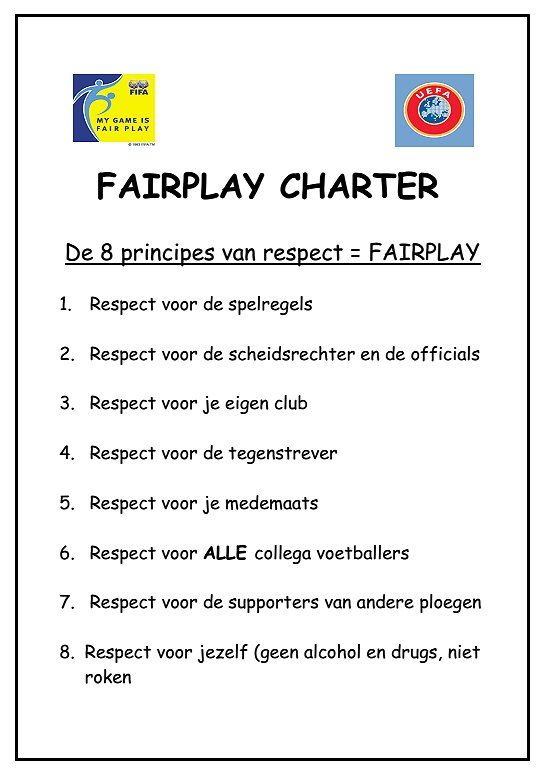 FIFA
MY GAME IS
FAIR PLAY
UEFA
FAIRPLAY CHARTER
De 8 principes van respect = FAIRPLAY
1. Respect voor de spelregels
2. Respect voor de scheidsrechter en de officials
3. Respect voor je eigen club
4. Respect voor de tegenstrever
5. Respect voor je medemaats
6. Respect voor ALLE collega voetballers
7. Respect voor de supporters van andere ploegen
8. Respect voor jezelf (geen alcohol en drugs, niet
roken